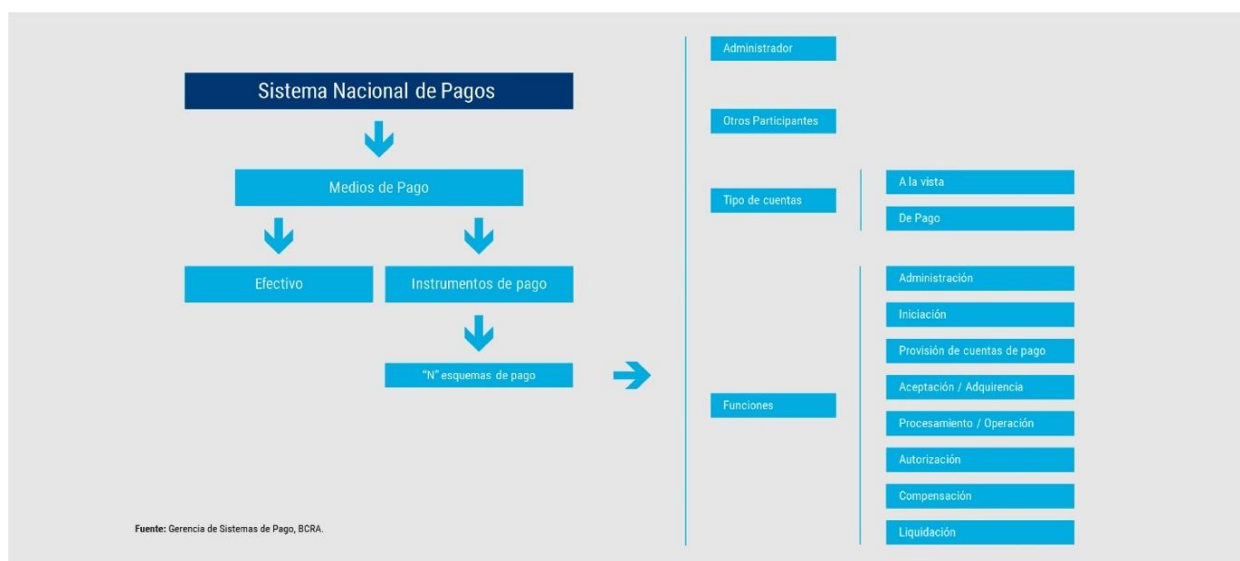 Sistema Nacional de Pagos
Medios de Pago
Efectivo
Instrumentos de pago
"N" esquemas de pago
Administrador
Otros Participantes
Tipo de cuentas
A la vista
De Pago
Funciones
Administración
Iniciación
Provisión de cuentas de pago
Aceptación / Adquirencia
Procesamiento / Operación
Autorización
Compensación
Liquidación
Fuente: Gerencia de Sistemas de Pago, BCRA.